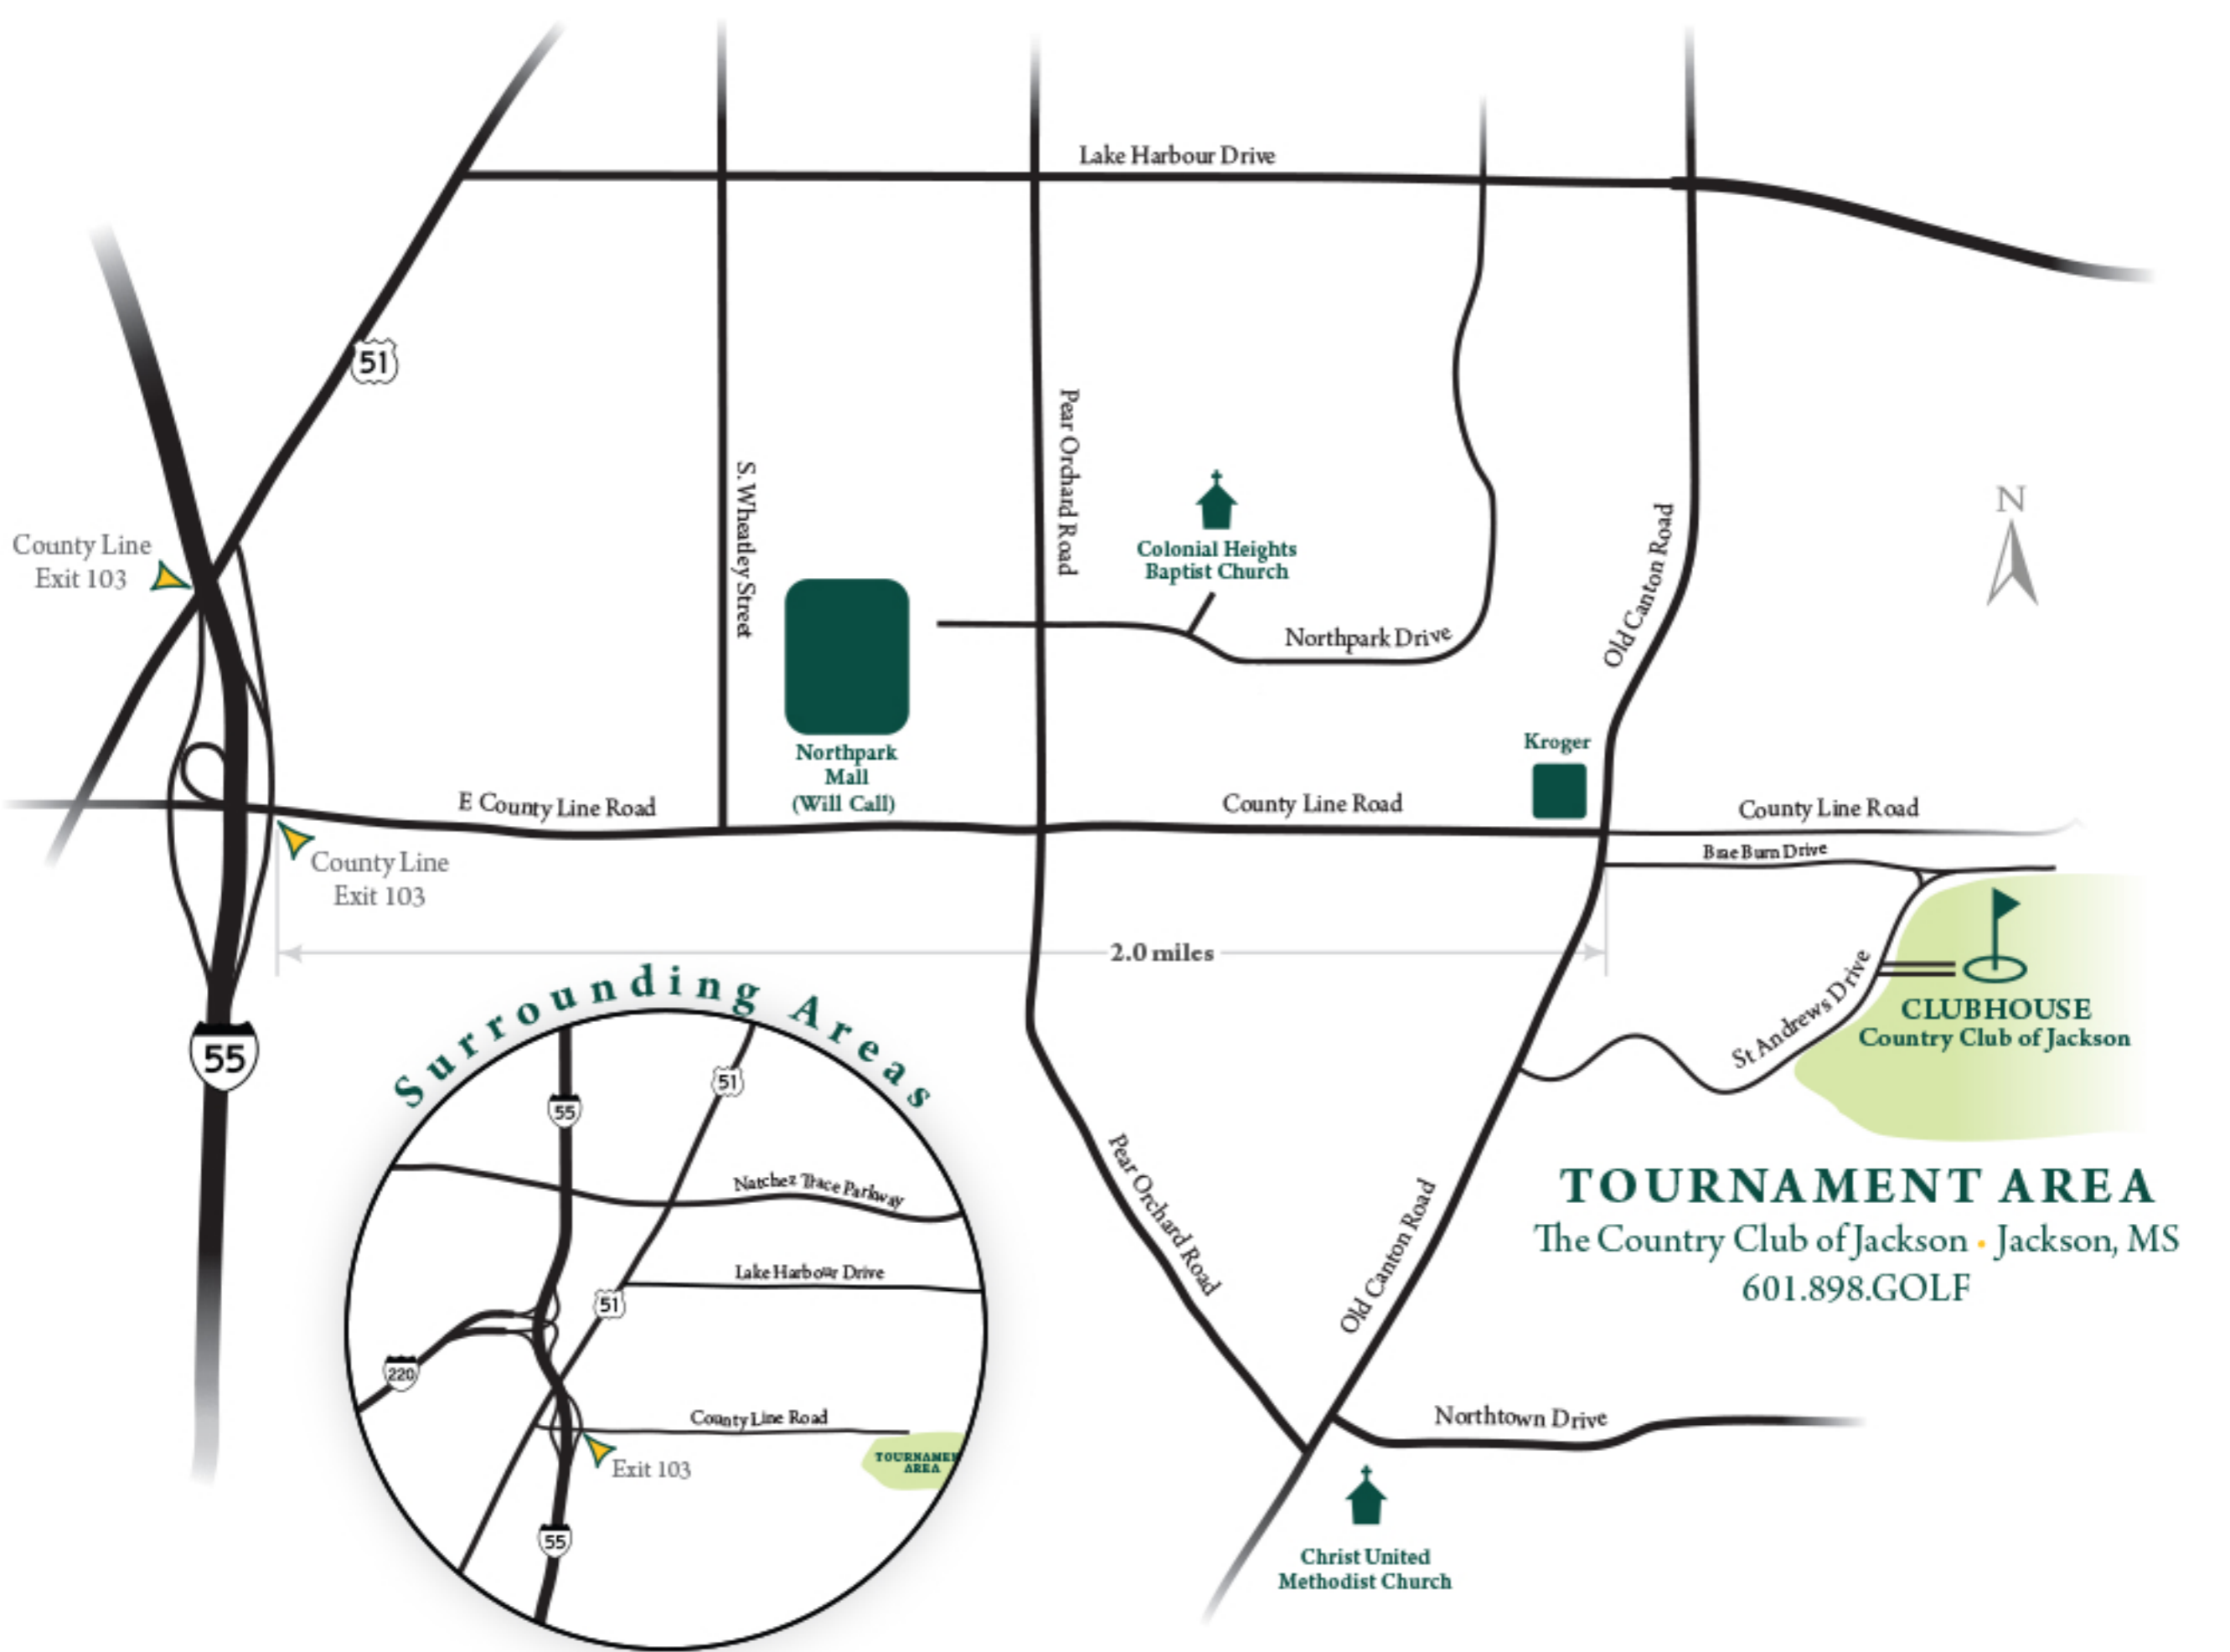 Lake Harbour Drive
51
Pear Orchard Road
S. Wheatley Street
Colonial Heights
Baptist Church
Old Canton Road
N
County Line
Exit 103
Northpark Drive
Kroger
Northpark
Mall
(Will Call)
E County Line Road
County Line Road
County Line Road
Brae Burn Drive
County Line
Exit 103
2.0 miles
St Andrews Drive
CLUBHOUSE
Country Club of Jackson
55
Surrounding Areas
51
55
Natchez Trace Parkway
Lake Harbour Drive
51
220
County Line Road
TOURNAMEN
AREA
Exit 103
55
Pear Orchard Road
Old Canton Road
TOURNAMENT AREA
The Country Club of Jackson • Jackson, MS
601.898.GOLF
Northtown Drive
Christ United
Methodist Church